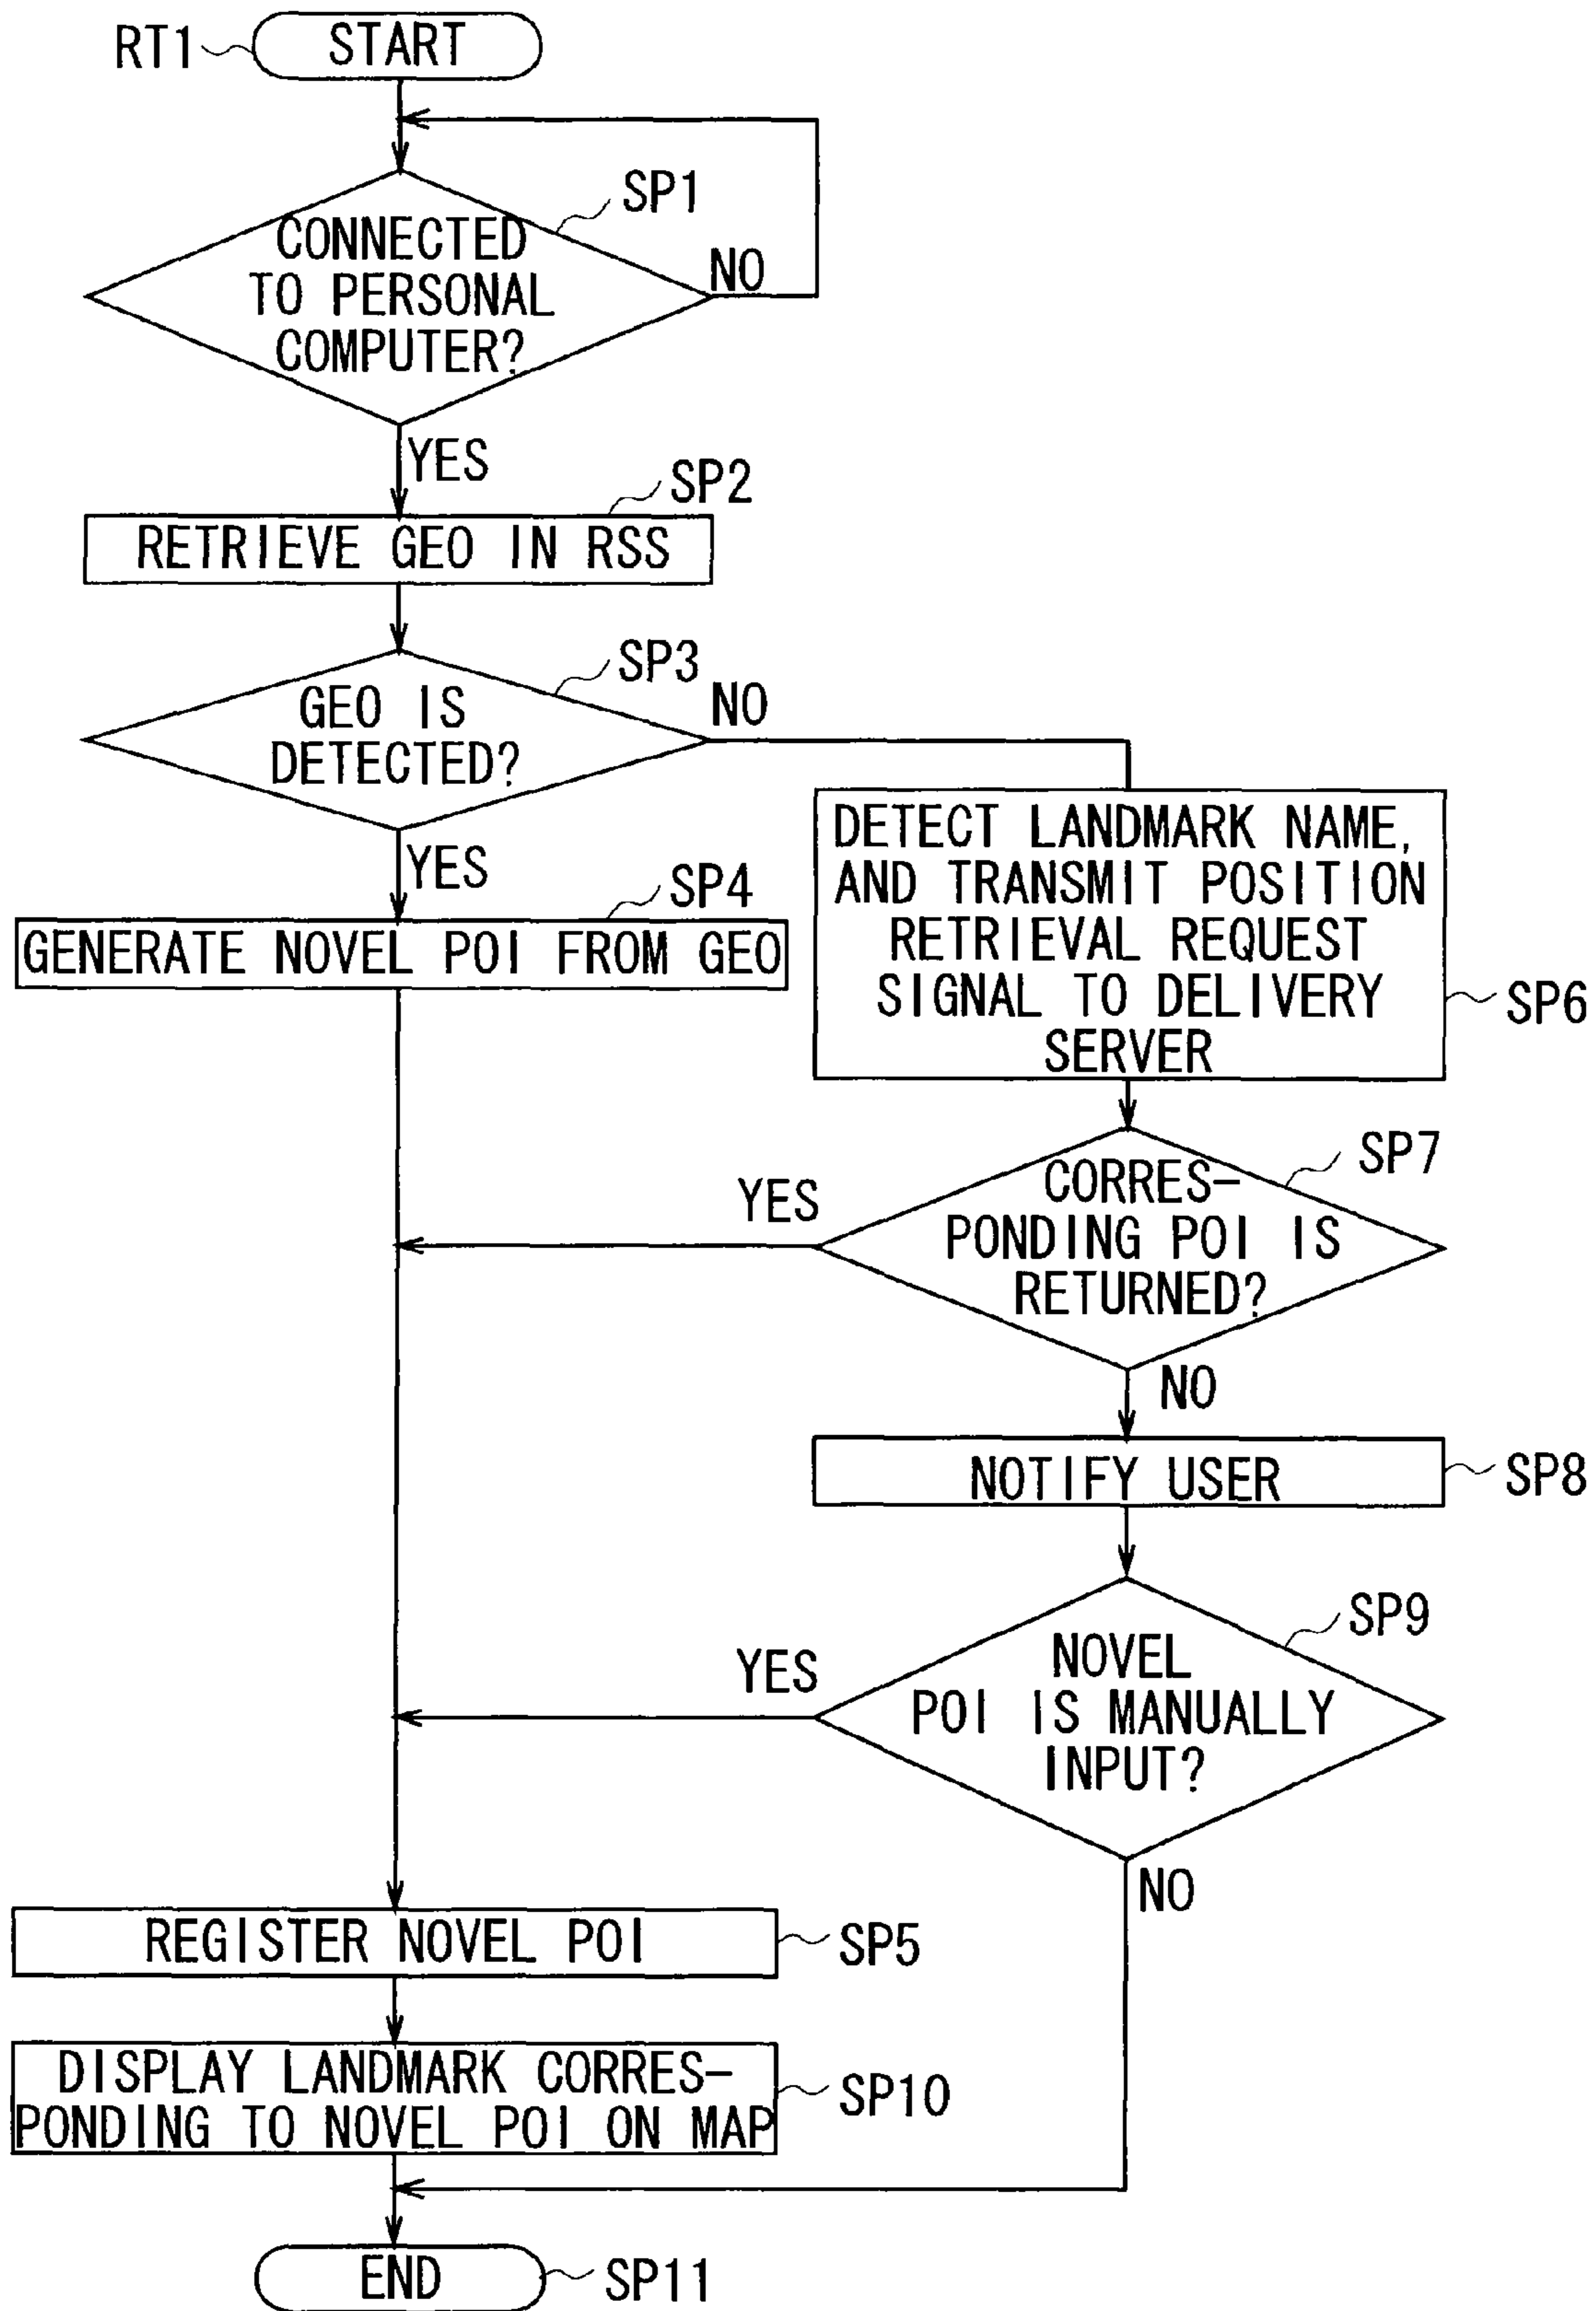 RT1
START
SP1
CONNECTED
TO PERSONAL
COMPUTER?
NO
YES
SP2
RETRIEVE GEO IN RSS
SP3
GEO IS
DETECTED?
NO
YES
SP4
GENERATE NOVEL POI FROM GEO
DETECT LANDMARK NAME,
AND TRANSMIT POSITION
RETRIEVAL REQUEST
SIGNAL TO DELIVERY
SERVER
SP6
SP7
CORRES-
PONDING POI IS
RETURNED?
YES
NO
NOTIFY USER
SP8
SP9
NOVEL
POI IS MANUALLY
INPUT?
YES
NO
REGISTER NOVEL POI
SP5
DISPLAY LANDMARK CORRES-
PONDING TO NOVEL POI ON MAP
SP10
END
SP11